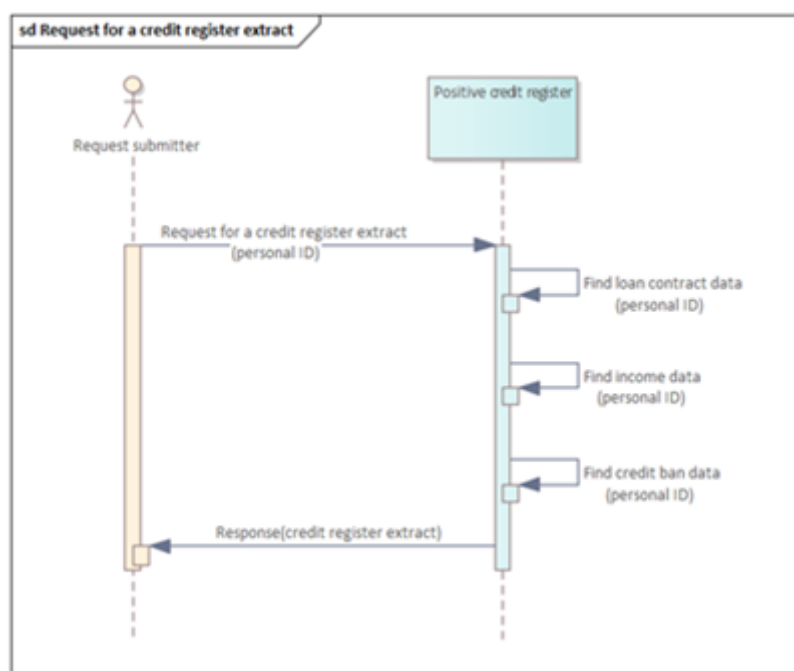 sd Request for a credit register extract
Positive credit register
Request submitter
Request for a credit register extract
(personal ID)
Find loan contract data
(personal ID)
Find income data
(personal ID)
Find credit ban data
(personal ID)
Response(credit register extract)